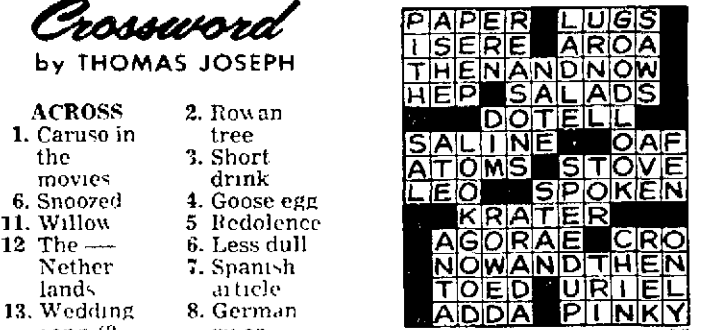 Crossword
by THOMAS JOSEPH
ACROSS
1. Caruso in
the
movies
6. Snoozed
11. Willow
12 The —
Nether
lands
13. Wedding
2. Rowan
tree
3. Short
drink
4. Goose egg
5 Redolence
6. Less dull
7. Spanish
article
8. German
PAPER LUGS
ISERE AROA
THENANDNOW
HEP SALADS
DOTELL
SALINE OAF
ATOMS STOVE
LEO SPOKEN
KRATER
AGORAE CRO
NOWANDTHEN
TOED URIEL
ADDA PINKY